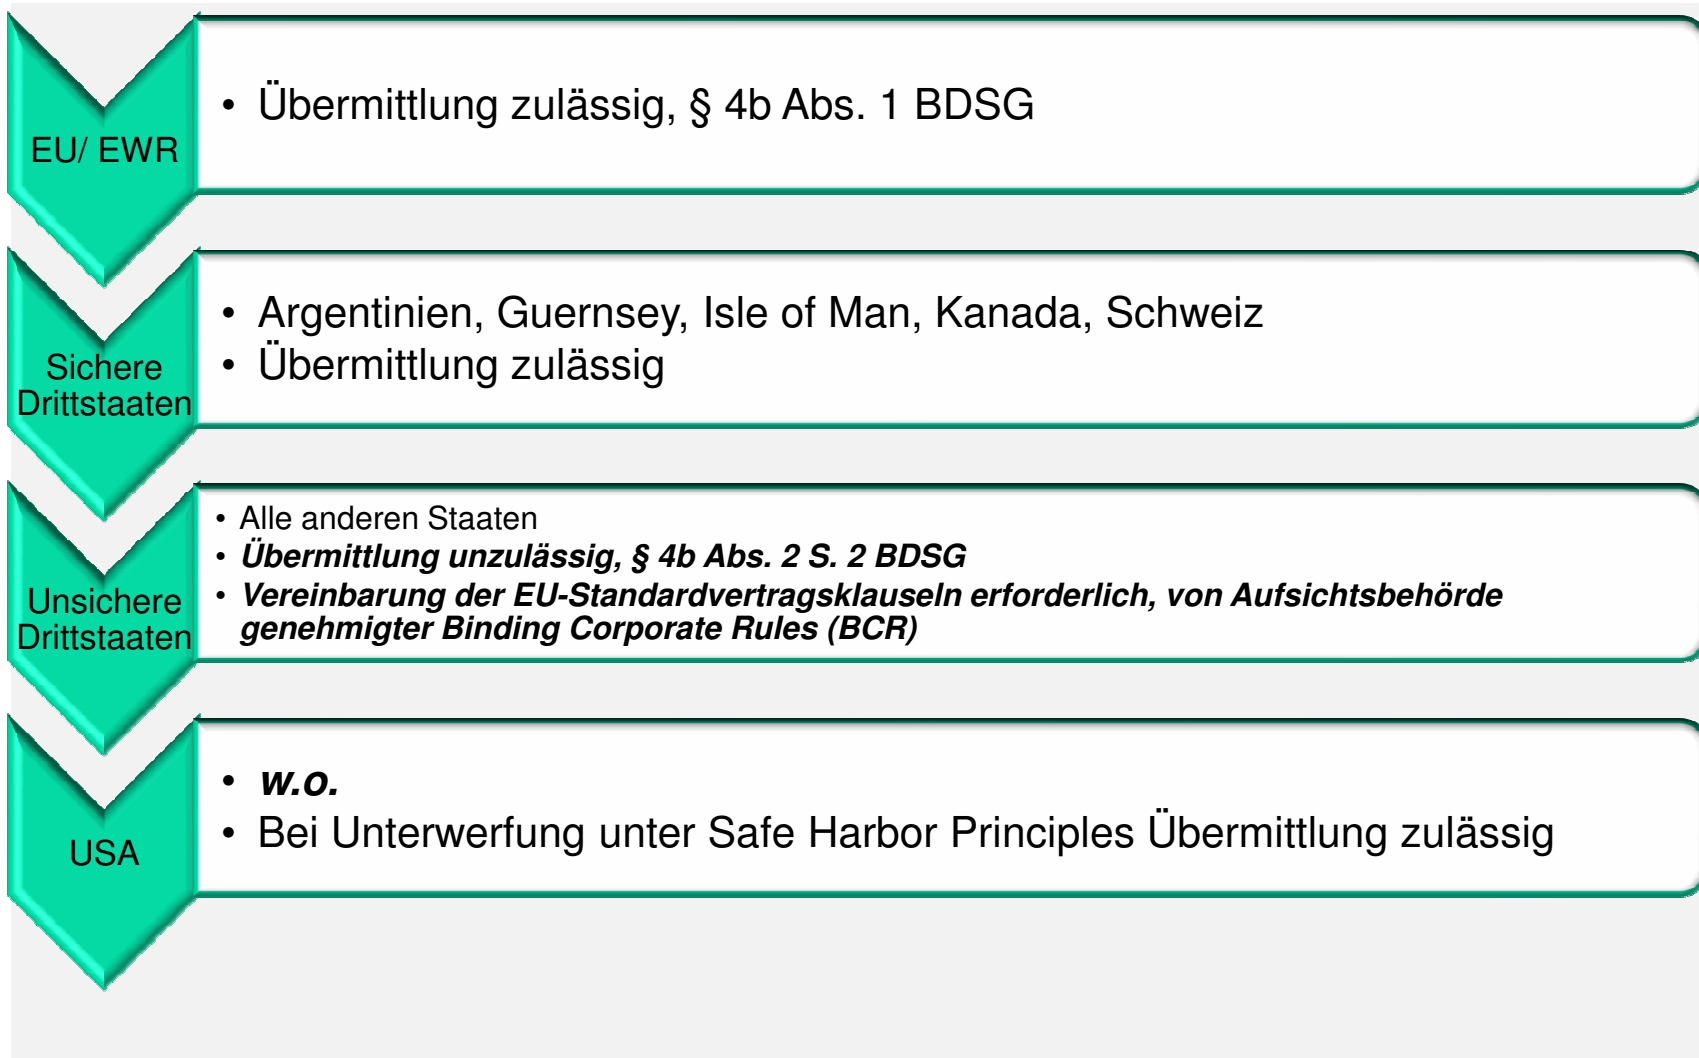 EU/ EWR
• Übermittlung zulässig, § 4b Abs. 1 BDSG
Sichere
Drittstaaten
• Argentinien, Guernsey, Isle of Man, Kanada, Schweiz
• Übermittlung zulässig
Unsichere
Drittstaaten
• Alle anderen Staaten
• Übermittlung unzulässig, § 4b Abs. 2 S. 2 BDSG
• Vereinbarung der EU-Standardvertragsklauseln erforderlich, von Aufsichtsbehörde
genehmigter Binding Corporate Rules (BCR)
USA
• w.o.
• Bei Unterwerfung unter Safe Harbor Principles Übermittlung zulässig